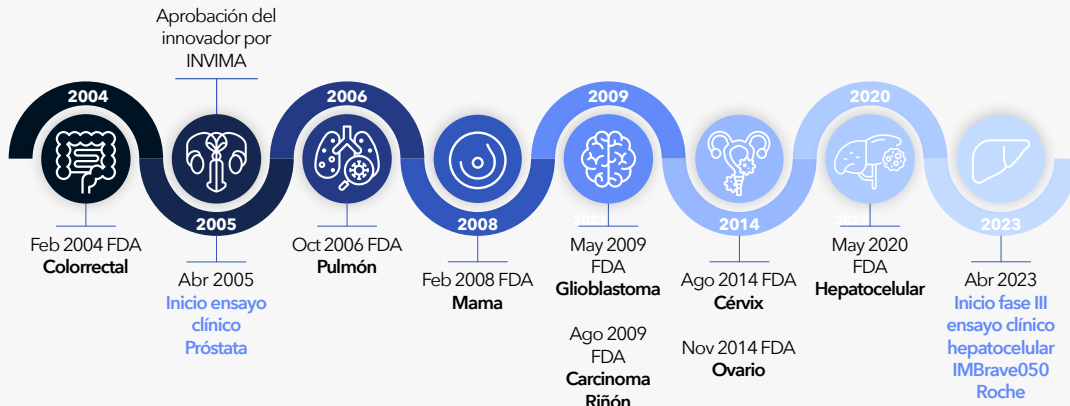 Aprobación del
innovador por
INVIMA
2004
2005
2006
2008
2009
2014
2020
2023
Feb 2004 FDA
Colorrectal
Abr 2005
Inicio ensayo
clínico
Próstata
Oct 2006 FDA
Pulmón
Feb 2008 FDA
Mama
2023
May 2009
FDA
Glioblastoma
Ago 2009
FDA
Carcinoma
Riñón
Ago 2014 FDA
Cérvix
Nov 2014 FDA
Ovario
2023
May 2020
FDA
Hepatocelular
Abr 2023
Inicio fase III
ensayo clínico
hepatocelular
IMBrave050
Roche